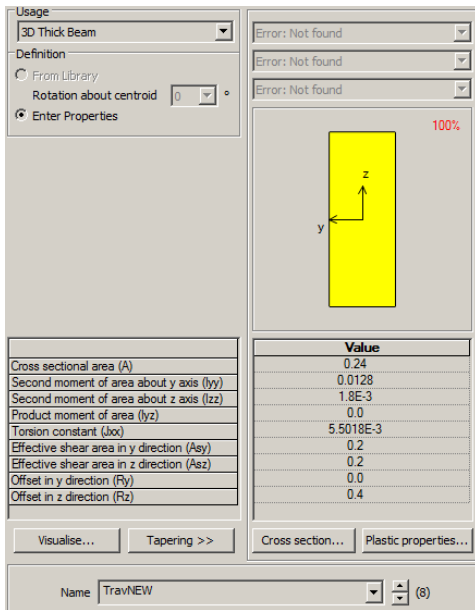 Usage
3D Thick Beam
Definition
From Library
Rotation about centroid 0 °
Enter Properties
Error: Not found
Error: Not found
Error: Not found
100%
z
y
Value
Cross sectional area (A) 0.24
Second moment of area about y axis (Iyy) 0.0128
Second moment of area about z axis (Izz) 1.8E-3
Product moment of area (Iyz) 0.0
Torsion constant (Jxx) 5.5018E-3
Effective shear area in y direction (Asy) 0.2
Effective shear area in z direction (Asz) 0.2
Offset in y direction (Ry) 0.0
Offset in z direction (Rz) 0.4
Visualise... Tapering >> Cross section... Plastic properties...
Name TravNEW (8)